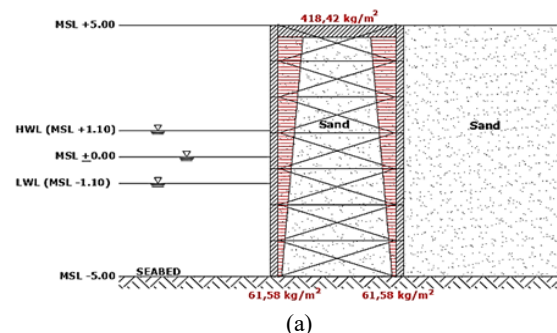 MSL +5.00
418,42 kg/m²
HWL (MSL +1.10)
Sand
Sand
MSL ±0.00
LWL (MSL -1.10)
MSL -5.00
SEABED
61,58 kg/m²
61,58 kg/m²
(a)